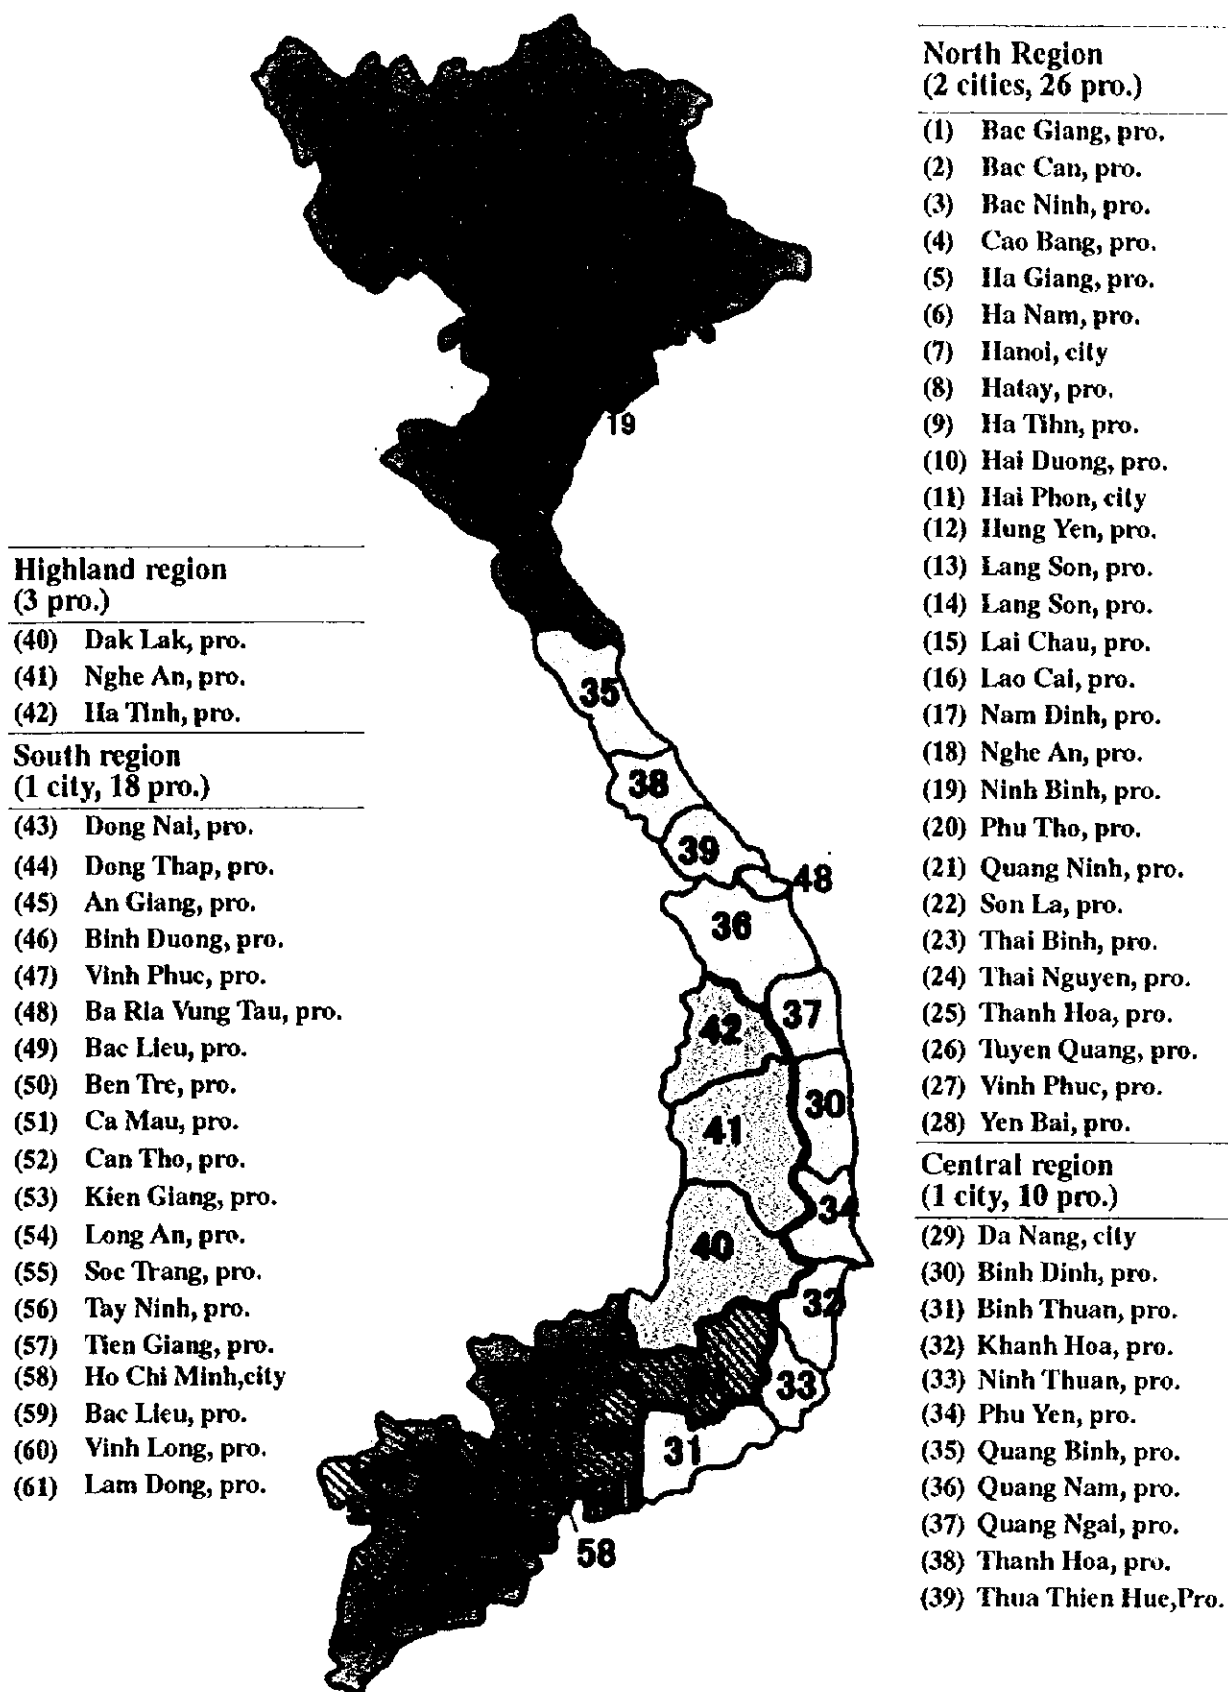 North Region
(2 cities, 26 pro.)
(1) Bac Giang, pro.
(2) Bac Can, pro.
(3) Bac Ninh, pro.
(4) Cao Bang, pro.
(5) Ha Giang, pro.
(6) Ha Nam, pro.
(7) Hanoi, city
(8) Hatay, pro.
(9) Ha Tihn, pro.
(10) Hai Duong, pro.
(11) Hai Phon, city
(12) Hung Yen, pro.
(13) Lang Son, pro.
(14) Lang Son, pro.
(15) Lai Chau, pro.
(16) Lao Cai, pro.
(17) Nam Dinh, pro.
(18) Nghe An, pro.
(19) Ninh Binh, pro.
(20) Phu Tho, pro.
(21) Quang Ninh, pro.
(22) Son La, pro.
(23) Thai Binh, pro.
(24) Thai Nguyen, pro.
(25) Thanh Hoa, pro.
(26) Tuyen Quang, pro.
(27) Vinh Phuc, pro.
(28) Yen Bai, pro.
Central region
(1 city, 10 pro.)
(29) Da Nang, city
(30) Binh Dinh, pro.
(31) Binh Thuan, pro.
(32) Khanh Hoa, pro.
(33) Ninh Thuan, pro.
(34) Phu Yen, pro.
(35) Quang Binh, pro.
(36) Quang Nam, pro.
(37) Quang Ngai, pro.
(38) Thanh Hoa, pro.
(39) Thua Thien Hue,Pro.
Highland region
(3 pro.)
(40) Dak Lak, pro.
(41) Nghe An, pro.
(42) Ha Tinh, pro.
South region
(1 city, 18 pro.)
(43) Dong Nai, pro.
(44) Dong Thap, pro.
(45) An Giang, pro.
(46) Binh Duong, pro.
(47) Vinh Phuc, pro.
(48) Ba Ria Vung Tau, pro.
(49) Bac Lieu, pro.
(50) Ben Tre, pro.
(51) Ca Mau, pro.
(52) Can Tho, pro.
(53) Kien Giang, pro.
(54) Long An, pro.
(55) Soc Trang, pro.
(56) Tay Ninh, pro.
(57) Tien Giang, pro.
(58) Ho Chi Minh,city
(59) Bac Lieu, pro.
(60) Vinh Long, pro.
(61) Lam Dong, pro.
19
35
38
39
48
36
42
37
41
30
34
40
32
33
31
58